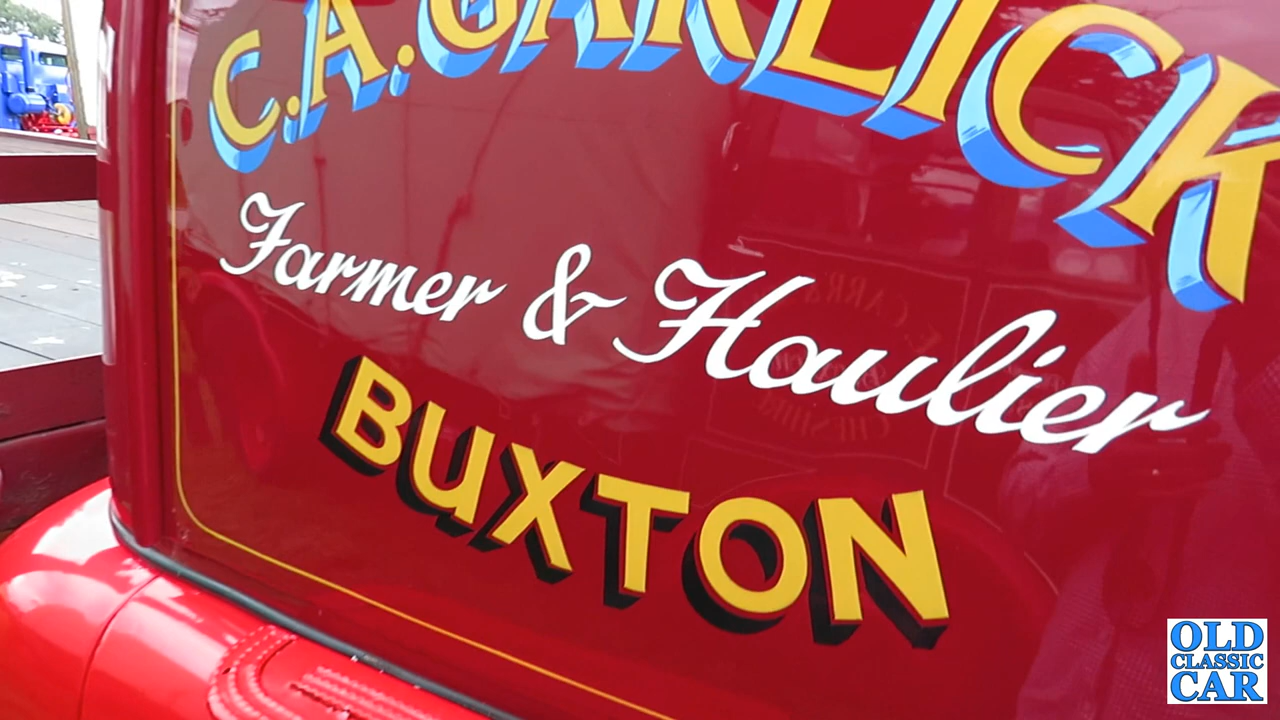 C.A.GARLICK
Farmer & Haulier
BUXTON
OLD
CLASSIC
CAR